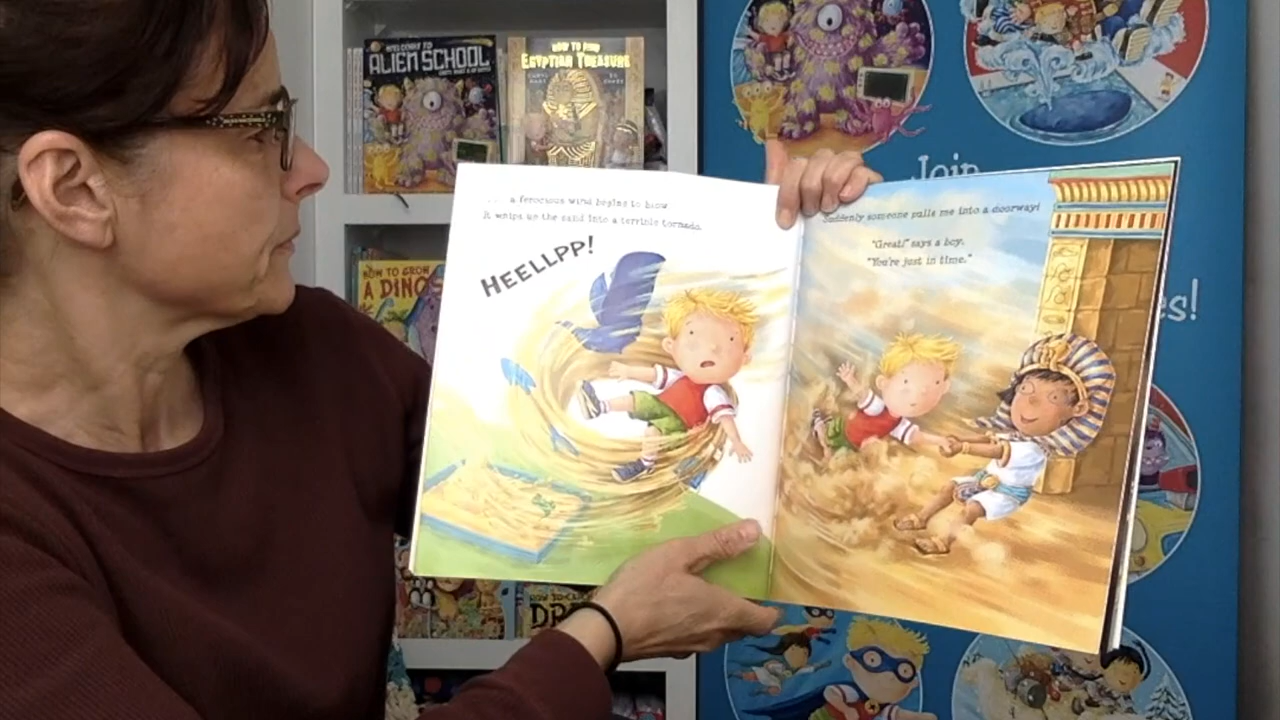 WELCOME TO
ALIEN SCHOOL
HOW TO FIND
EGYPTIAN TREASURE
HOW TO GROW
A DINOS
Join
es!
a ferocious wind begins to blow.
It whips up the sand into a terrible tornado.
HEELLPP!
Suddenly someone pulls me into a doorway!
"Great!" says a boy.
"You're just in time."
DR